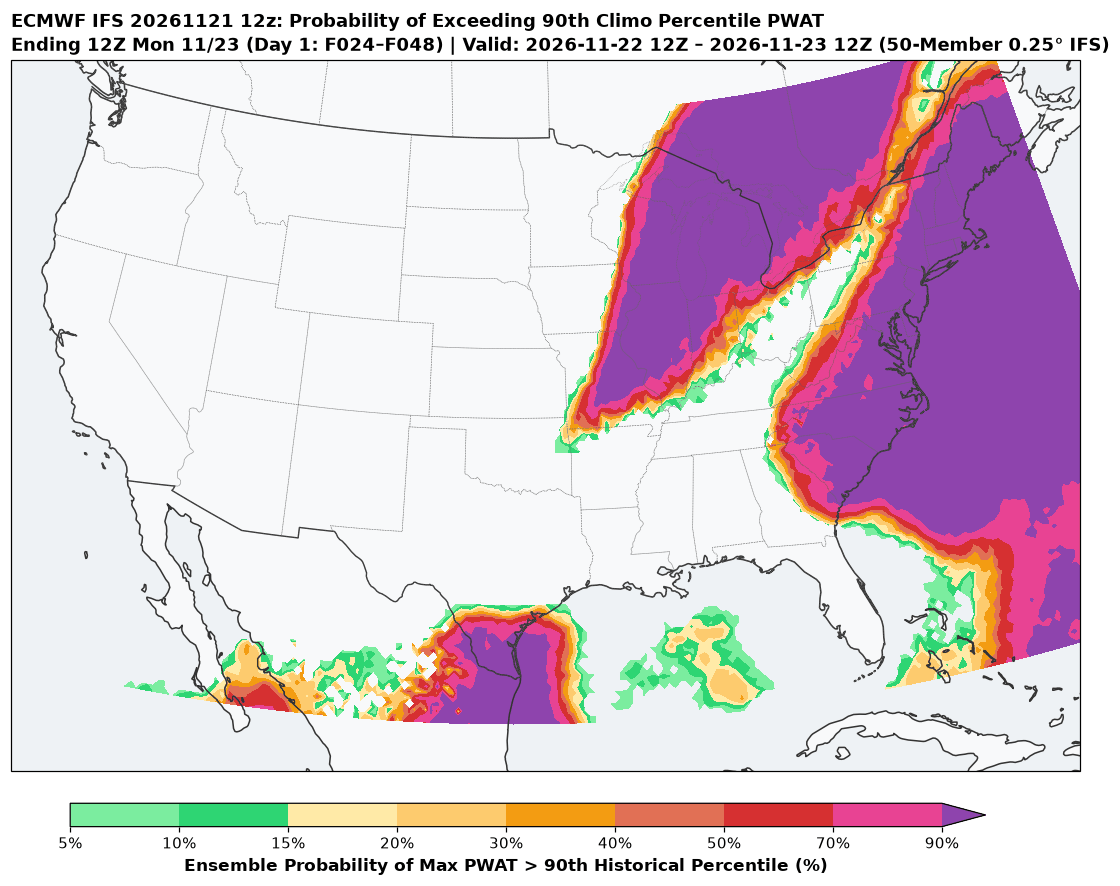 ECMWF IFS 20261121 12z: Probability of Exceeding 90th Climo Percentile PWAT
Ending 12Z Mon 11/23 (Day 1: F024–F048) | Valid: 2026-11-22 12Z – 2026-11-23 12Z (50-Member 0.25° IFS)
5% 10% 15% 20% 30% 40% 50% 70% 90%
Ensemble Probability of Max PWAT > 90th Historical Percentile (%)